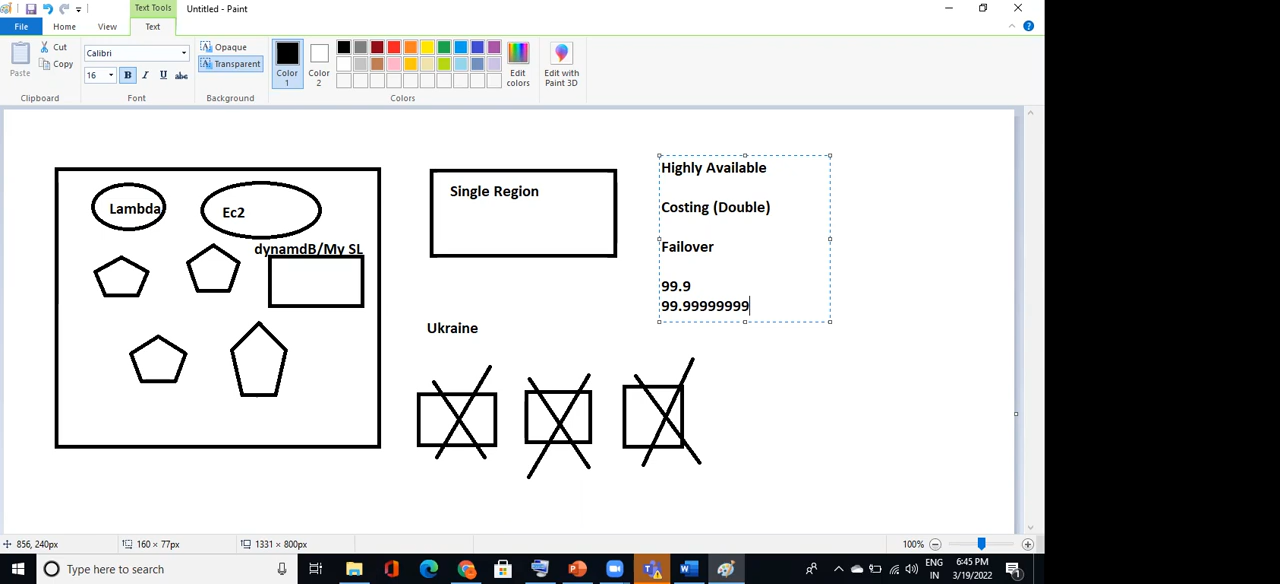 Text Tools
Untitled - Paint
File
Home
View
Text
Paste
Cut
Copy
Clipboard
Calibri
16
B
I
U
abc
Font
Opaque
Transparent
Background
Color 1
Color 2
Edit colors
Colors
Edit with Paint 3D
Lambda
Ec2
dynamdB/My SL
Single Region
Highly Available
Costing (Double)
Failover
99.9
99.99999999
Ukraine
856, 240px
160 × 77px
1331 × 800px
100%
Type here to search
ENG
IN
6:45 PM
3/19/2022
1